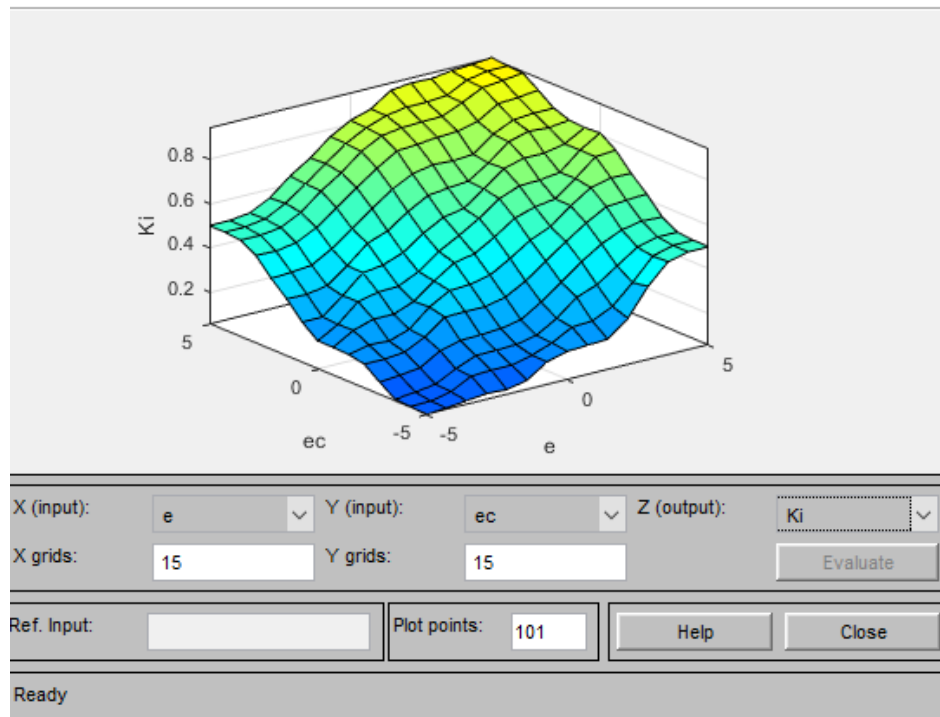 0.8
0.6
0.4
0.2
Ki
5
0
-5
ec
-5
0
5
e
X (input): e Y (input): ec Z (output): Ki
X grids: 15 Y grids: 15 Evaluate
Ref. Input: Plot points: 101 Help Close
Ready